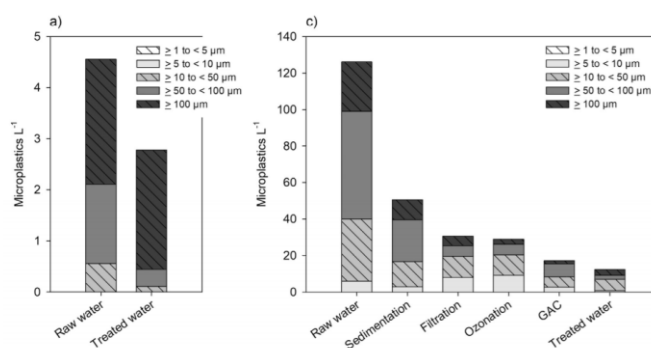 a)
5
4
3
2
1
0
Microplastics L⁻¹
≥ 1 to < 5 µm
≥ 5 to < 10 µm
≥ 10 to < 50 µm
≥ 50 to < 100 µm
≥ 100 µm
Raw water
Treated water
c)
140
120
100
80
60
40
20
0
Microplastics L⁻¹
≥ 1 to < 5 µm
≥ 5 to < 10 µm
≥ 10 to < 50 µm
≥ 50 to < 100 µm
≥ 100 µm
Raw water
Sedimentation
Filtration
Ozonation
GAC
Treated water